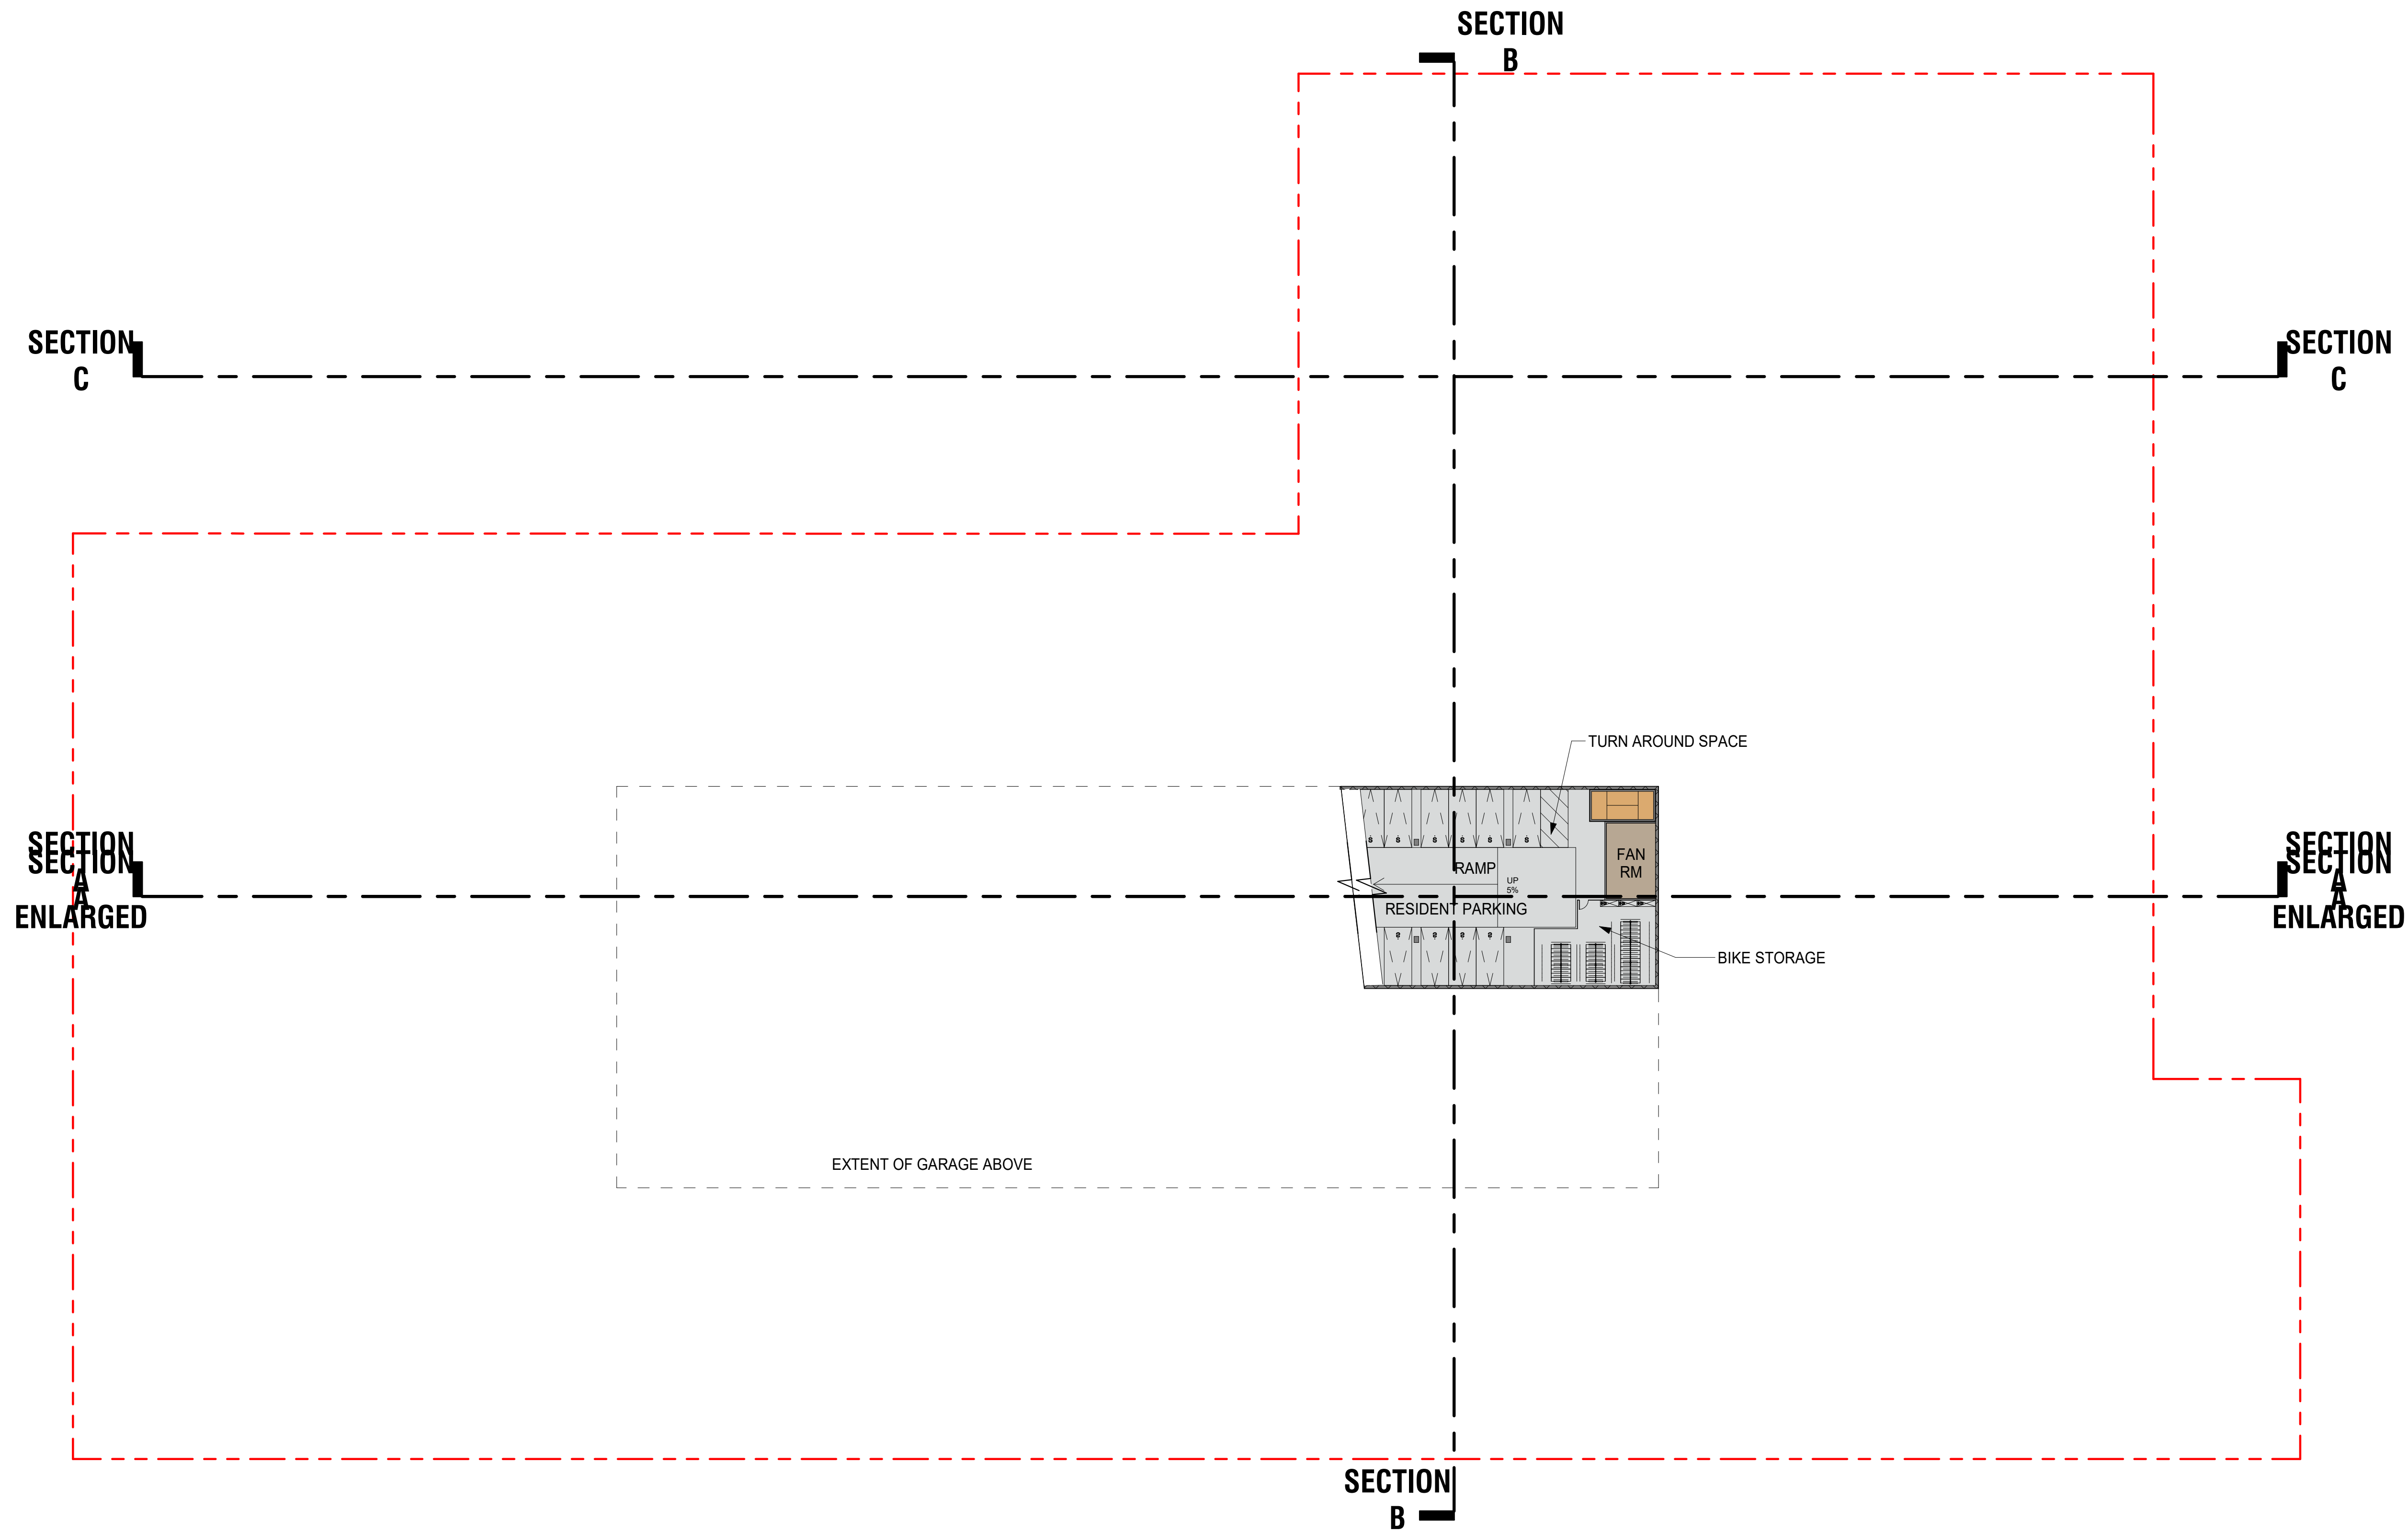 SECTION
B
SECTION
C
SECTION
C
TURN AROUND SPACE
SECTION
SECTION
A
A
ENLARGED
S
S
S
S
S
S
FAN
RM
RAMP
UP
5%
RESIDENT PARKING
SECTION
SECTION
A
A
ENLARGED
S
S
S
S
BIKE STORAGE
EXTENT OF GARAGE ABOVE
SECTION
B